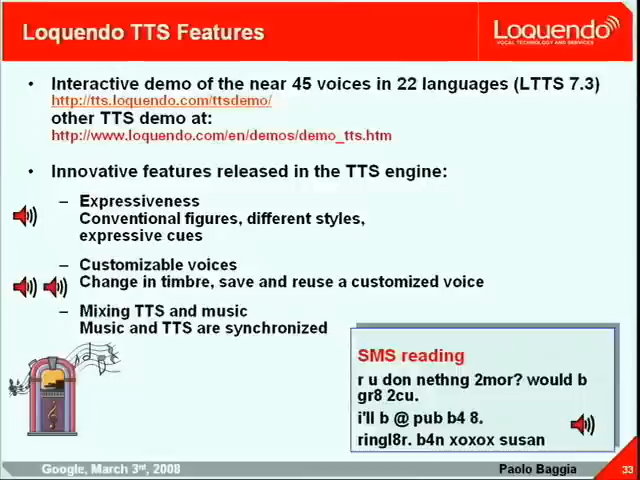 Loquendo TTS Features
LOQUENDO
VOCAL TECHNOLOGY AND SERVICES
• Interactive demo of the near 45 voices in 22 languages (LTTS 7.3)
http://tts.loquendo.com/ttsdemo/
other TTS demo at:
http://www.loquendo.com/en/demos/demo_tts.htm
• Innovative features released in the TTS engine:
– Expressiveness
Conventional figures, different styles,
expressive cues
– Customizable voices
Change in timbre, save and reuse a customized voice
– Mixing TTS and music
Music and TTS are synchronized
SMS reading
r u don nethng 2mor? would b
gr8 2cu.
i'll b @ pub b4 8.
ringl8r. b4n xoxox susan
Google, March 3rd, 2008
Paolo Baggia
33